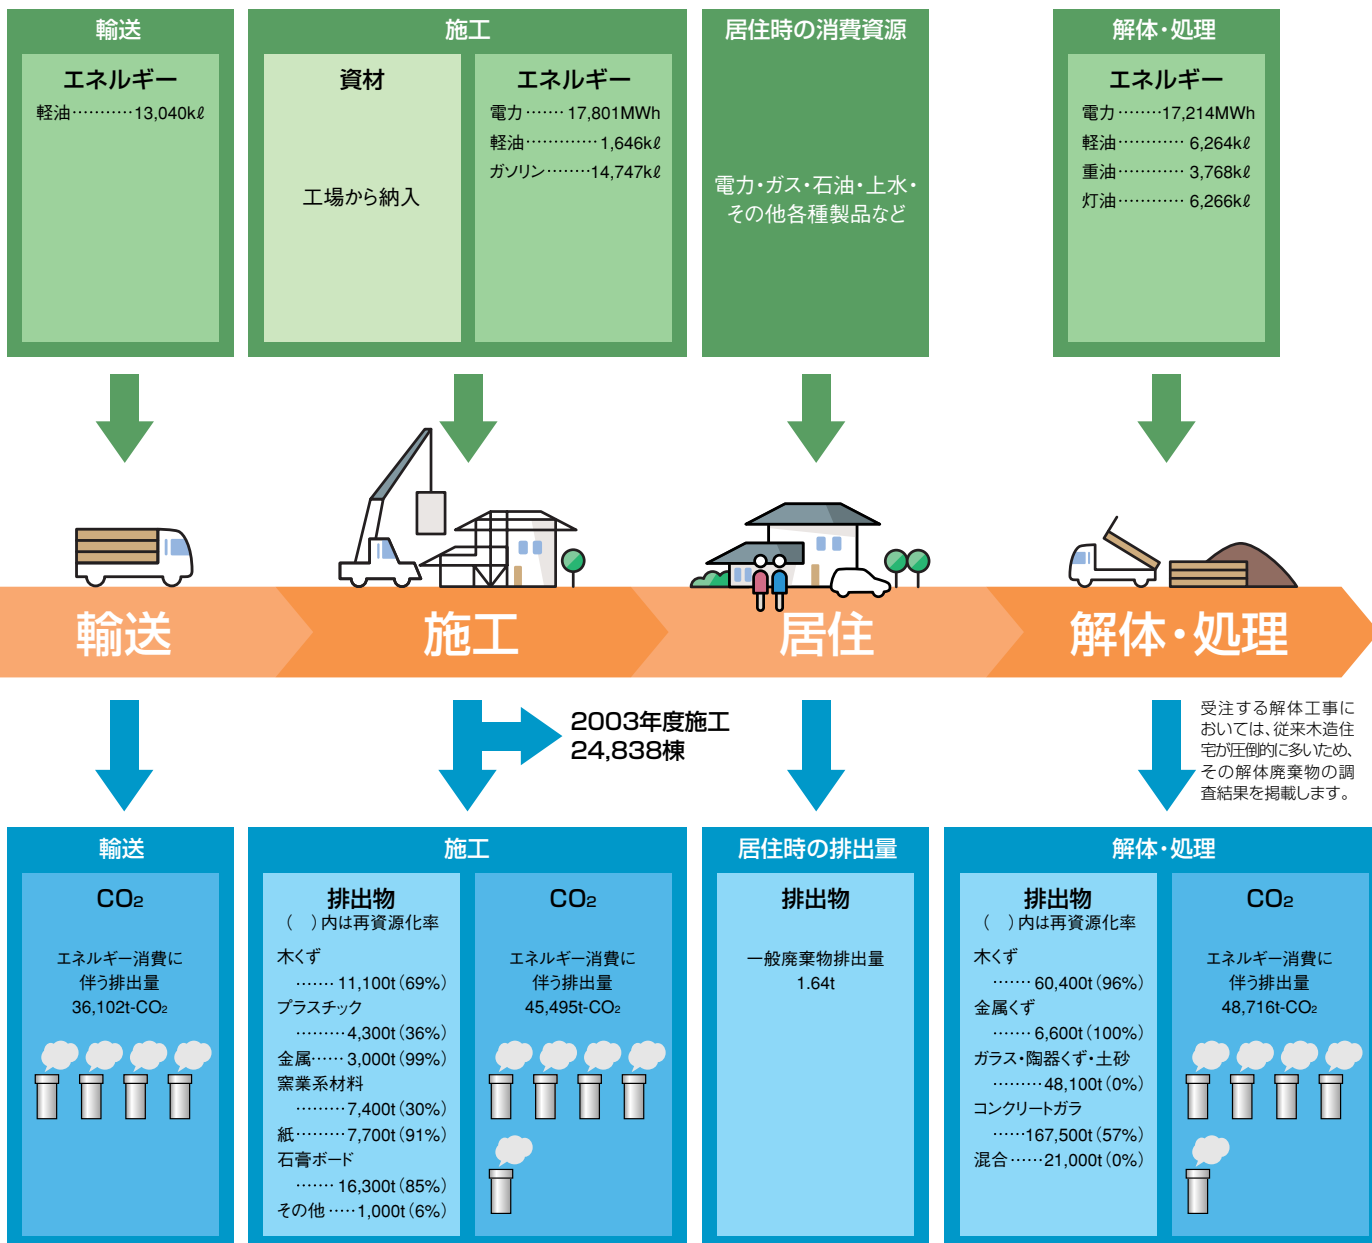 輸送
エネルギー
軽油…………13,040kℓ
施工
資材
工場から納入
エネルギー
電力……17,801MWh
軽油…………1,646kℓ
ガソリン………14,747kℓ
居住時の消費資源
電力・ガス・石油・上水・
その他各種製品など
解体・処理
エネルギー
電力………17,214MWh
軽油…………6,264kℓ
重油…………3,768kℓ
灯油…………6,266kℓ
輸送
施工
居住
解体・処理
2003年度施工
24,838棟
受注する解体工事に
おいては、従来木造住
宅が圧倒的に多いため、
その解体廃棄物の調
査結果を掲載します。
輸送
CO2
エネルギー消費に
伴う排出量
36,102t-CO2
施工
排出物
（　）内は再資源化率
木くず
……11,100t（69%）
プラスチック
………4,300t（36%）
金属……3,000t（99%）
窯業系材料
………7,400t（30%）
紙………7,700t（91%）
石膏ボード
……16,300t（85%）
その他……1,000t（6%）
CO2
エネルギー消費に
伴う排出量
45,495t-CO2
居住時の排出量
排出物
一般廃棄物排出量
1.64t
解体・処理
排出物
（　）内は再資源化率
木くず
……60,400t（96%）
金属くず
……6,600t（100%）
ガラス・陶器くず・土砂
………48,100t（0%）
コンクリートガラ
……167,500t（57%）
混合……21,000t（0%）
CO2
エネルギー消費に
伴う排出量
48,716t-CO2